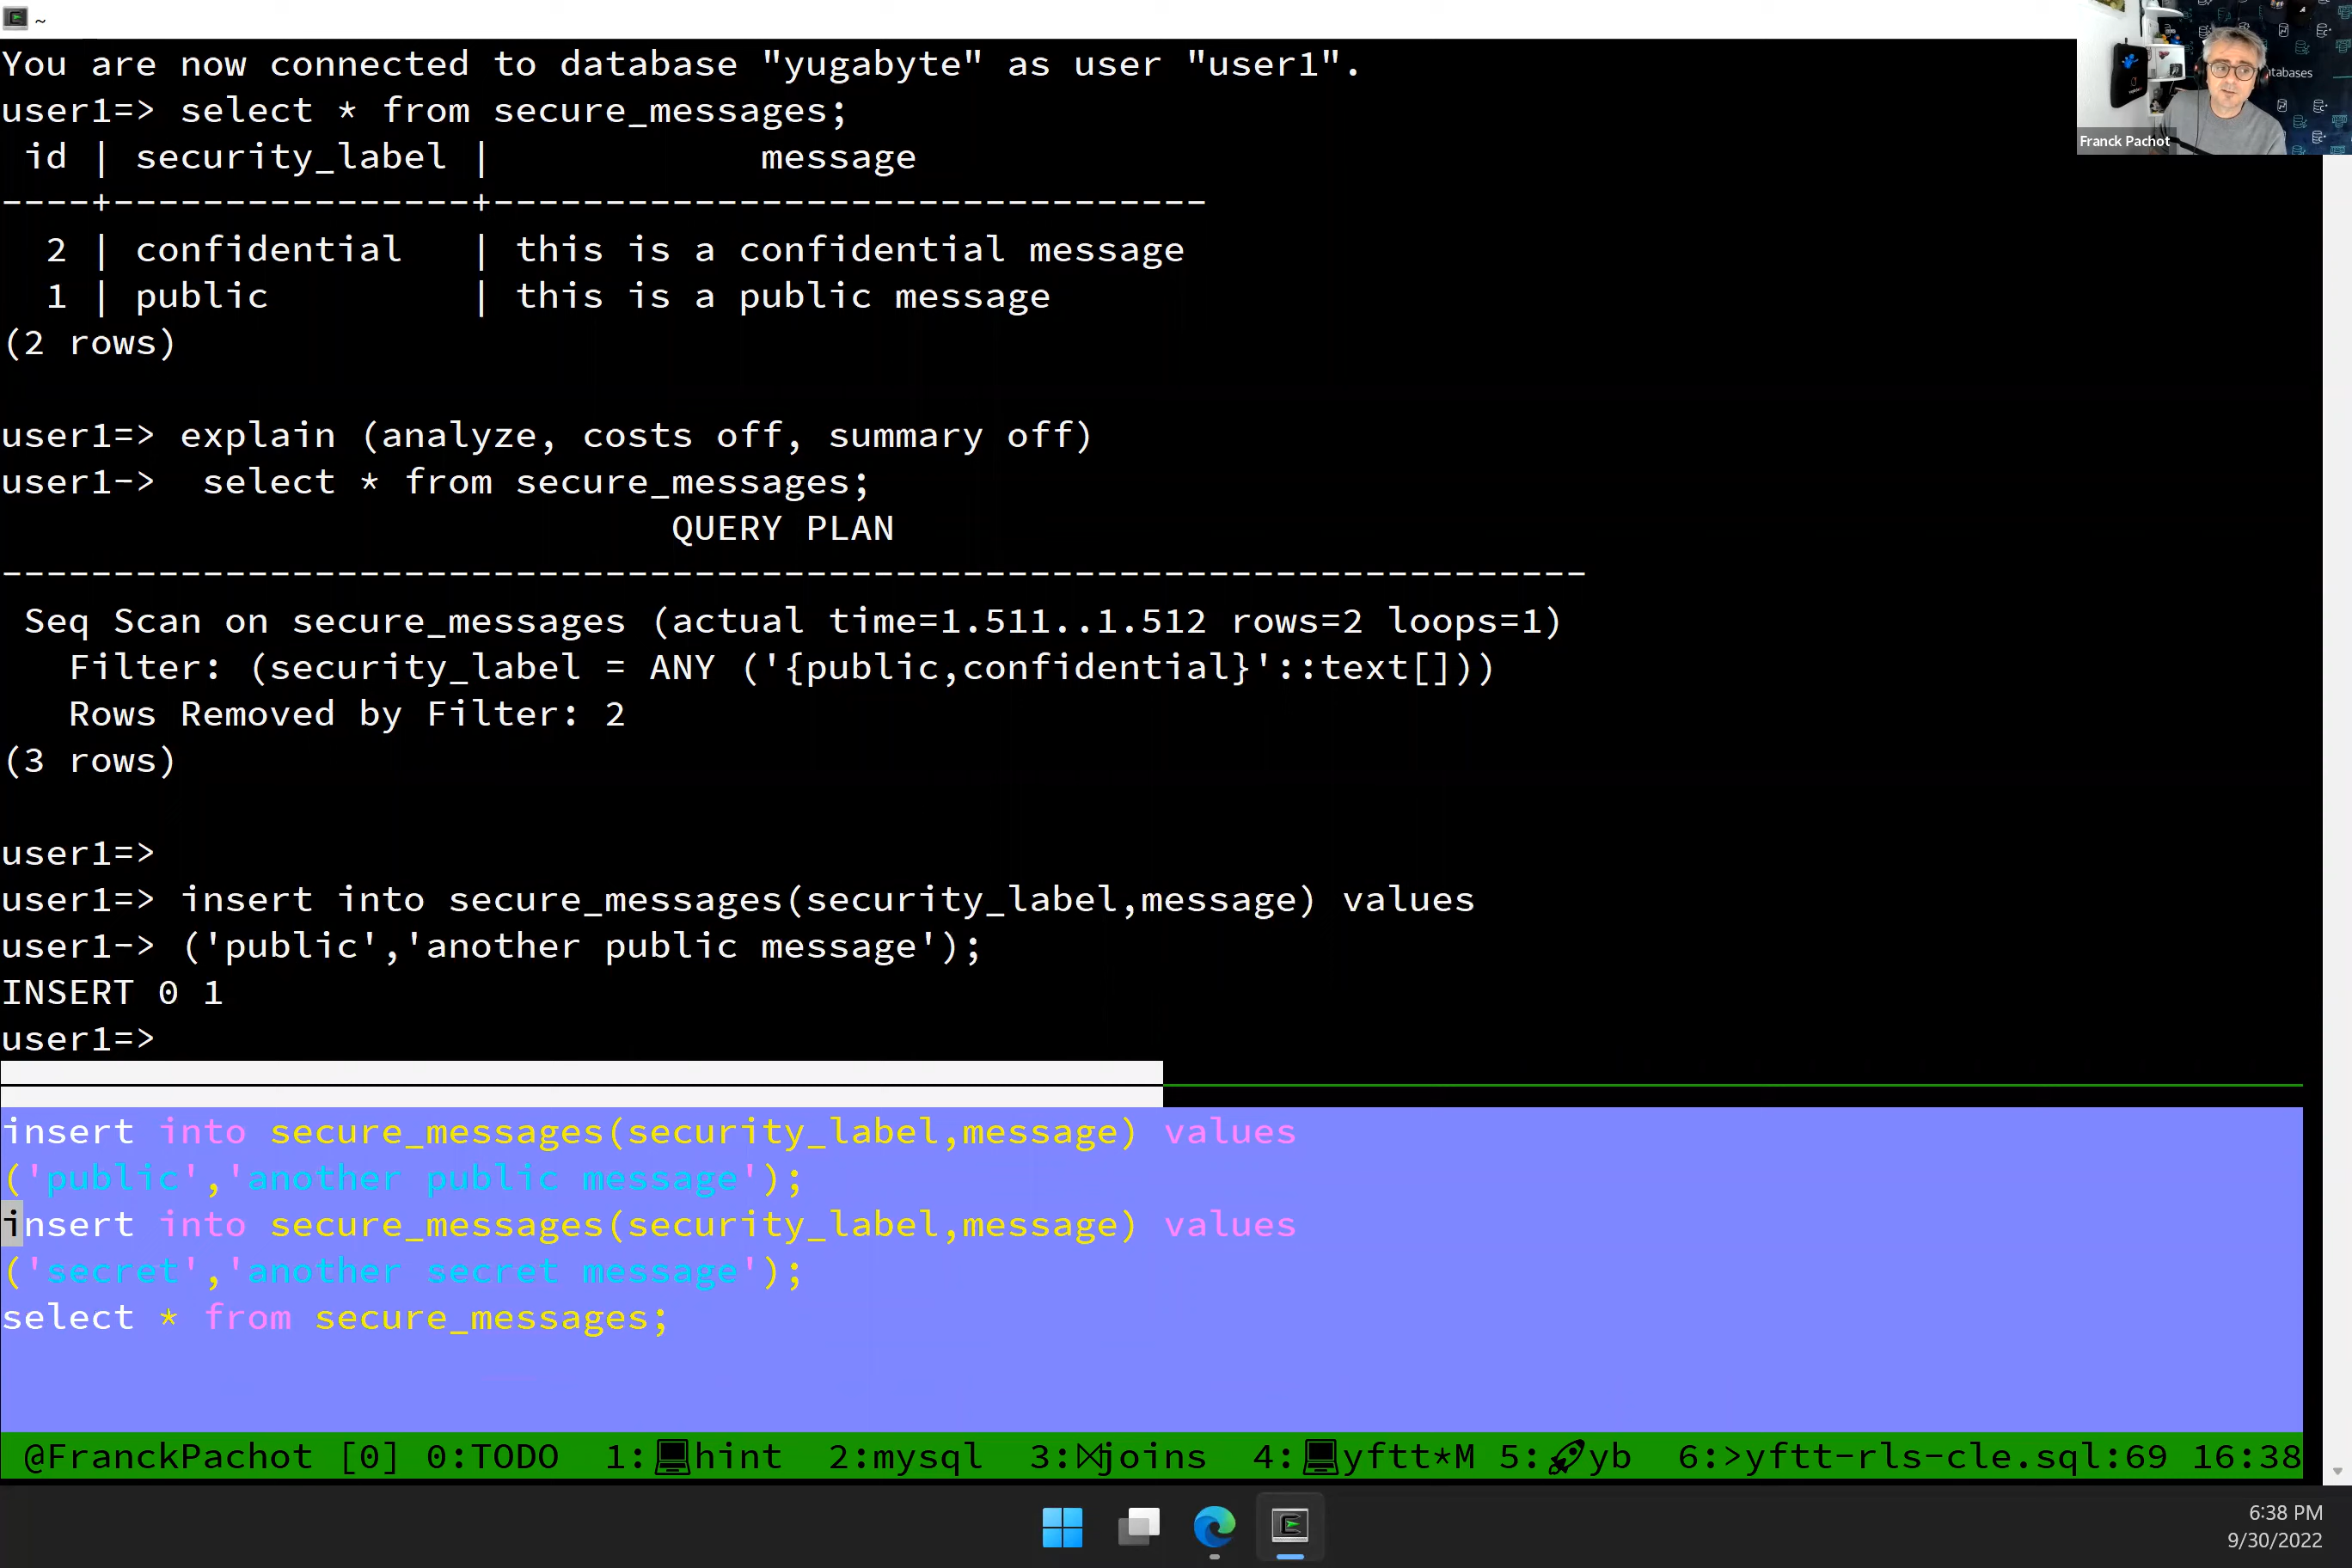 ~
You are now connected to database "yugabyte" as user "user1".
user1=> select * from secure_messages;
 id | security_label |            message
----+----------------+--------------------------------
  2 | confidential   | this is a confidential message
  1 | public         | this is a public message
(2 rows)
user1=> explain (analyze, costs off, summary off)
user1->  select * from secure_messages;
                              QUERY PLAN
-----------------------------------------------------------------------
 Seq Scan on secure_messages (actual time=1.511..1.512 rows=2 loops=1)
   Filter: (security_label = ANY ('{public,confidential}'::text[]))
   Rows Removed by Filter: 2
(3 rows)
user1=>
user1=> insert into secure_messages(security_label,message) values
user1-> ('public','another public message');
INSERT 0 1
user1=>
insert into secure_messages(security_label,message) values
('public','another public message');
insert into secure_messages(security_label,message) values
('secret','another secret message');
select * from secure_messages;
@FranckPachot [0] 0:TODO  1:💻hint  2:mysql  3:⋈joins  4:💻yftt*M 5:🚀yb  6:>yftt-rls-cle.sql:69 16:38
tabases
Franck Pachot
6:38 PM
9/30/2022